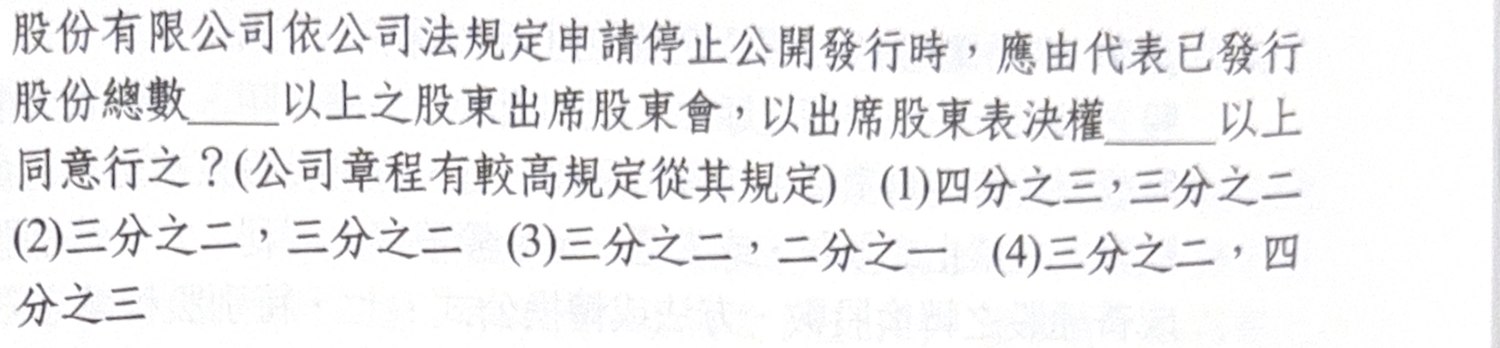 股份有限公司依公司法規定申請停止公開發行時，應由代表已發行
股份總數____以上之股東出席股東會，以出席股東表決權_____以上
同意行之？(公司章程有較高規定從其規定) (1)四分之三，三分之二
(2)三分之二，三分之二 (3)三分之二，二分之一 (4)三分之二，四
分之三